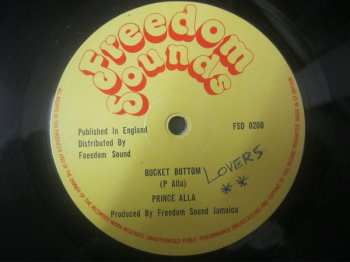 Freedom
Sounds
Published In England
Distributed By
Freedom Sound
FSD 0208
BUCKET BOTTOM
(P Alla)
LOVERS
**
PRINCE ALLA
Produced By Freedom Sound Jamaica